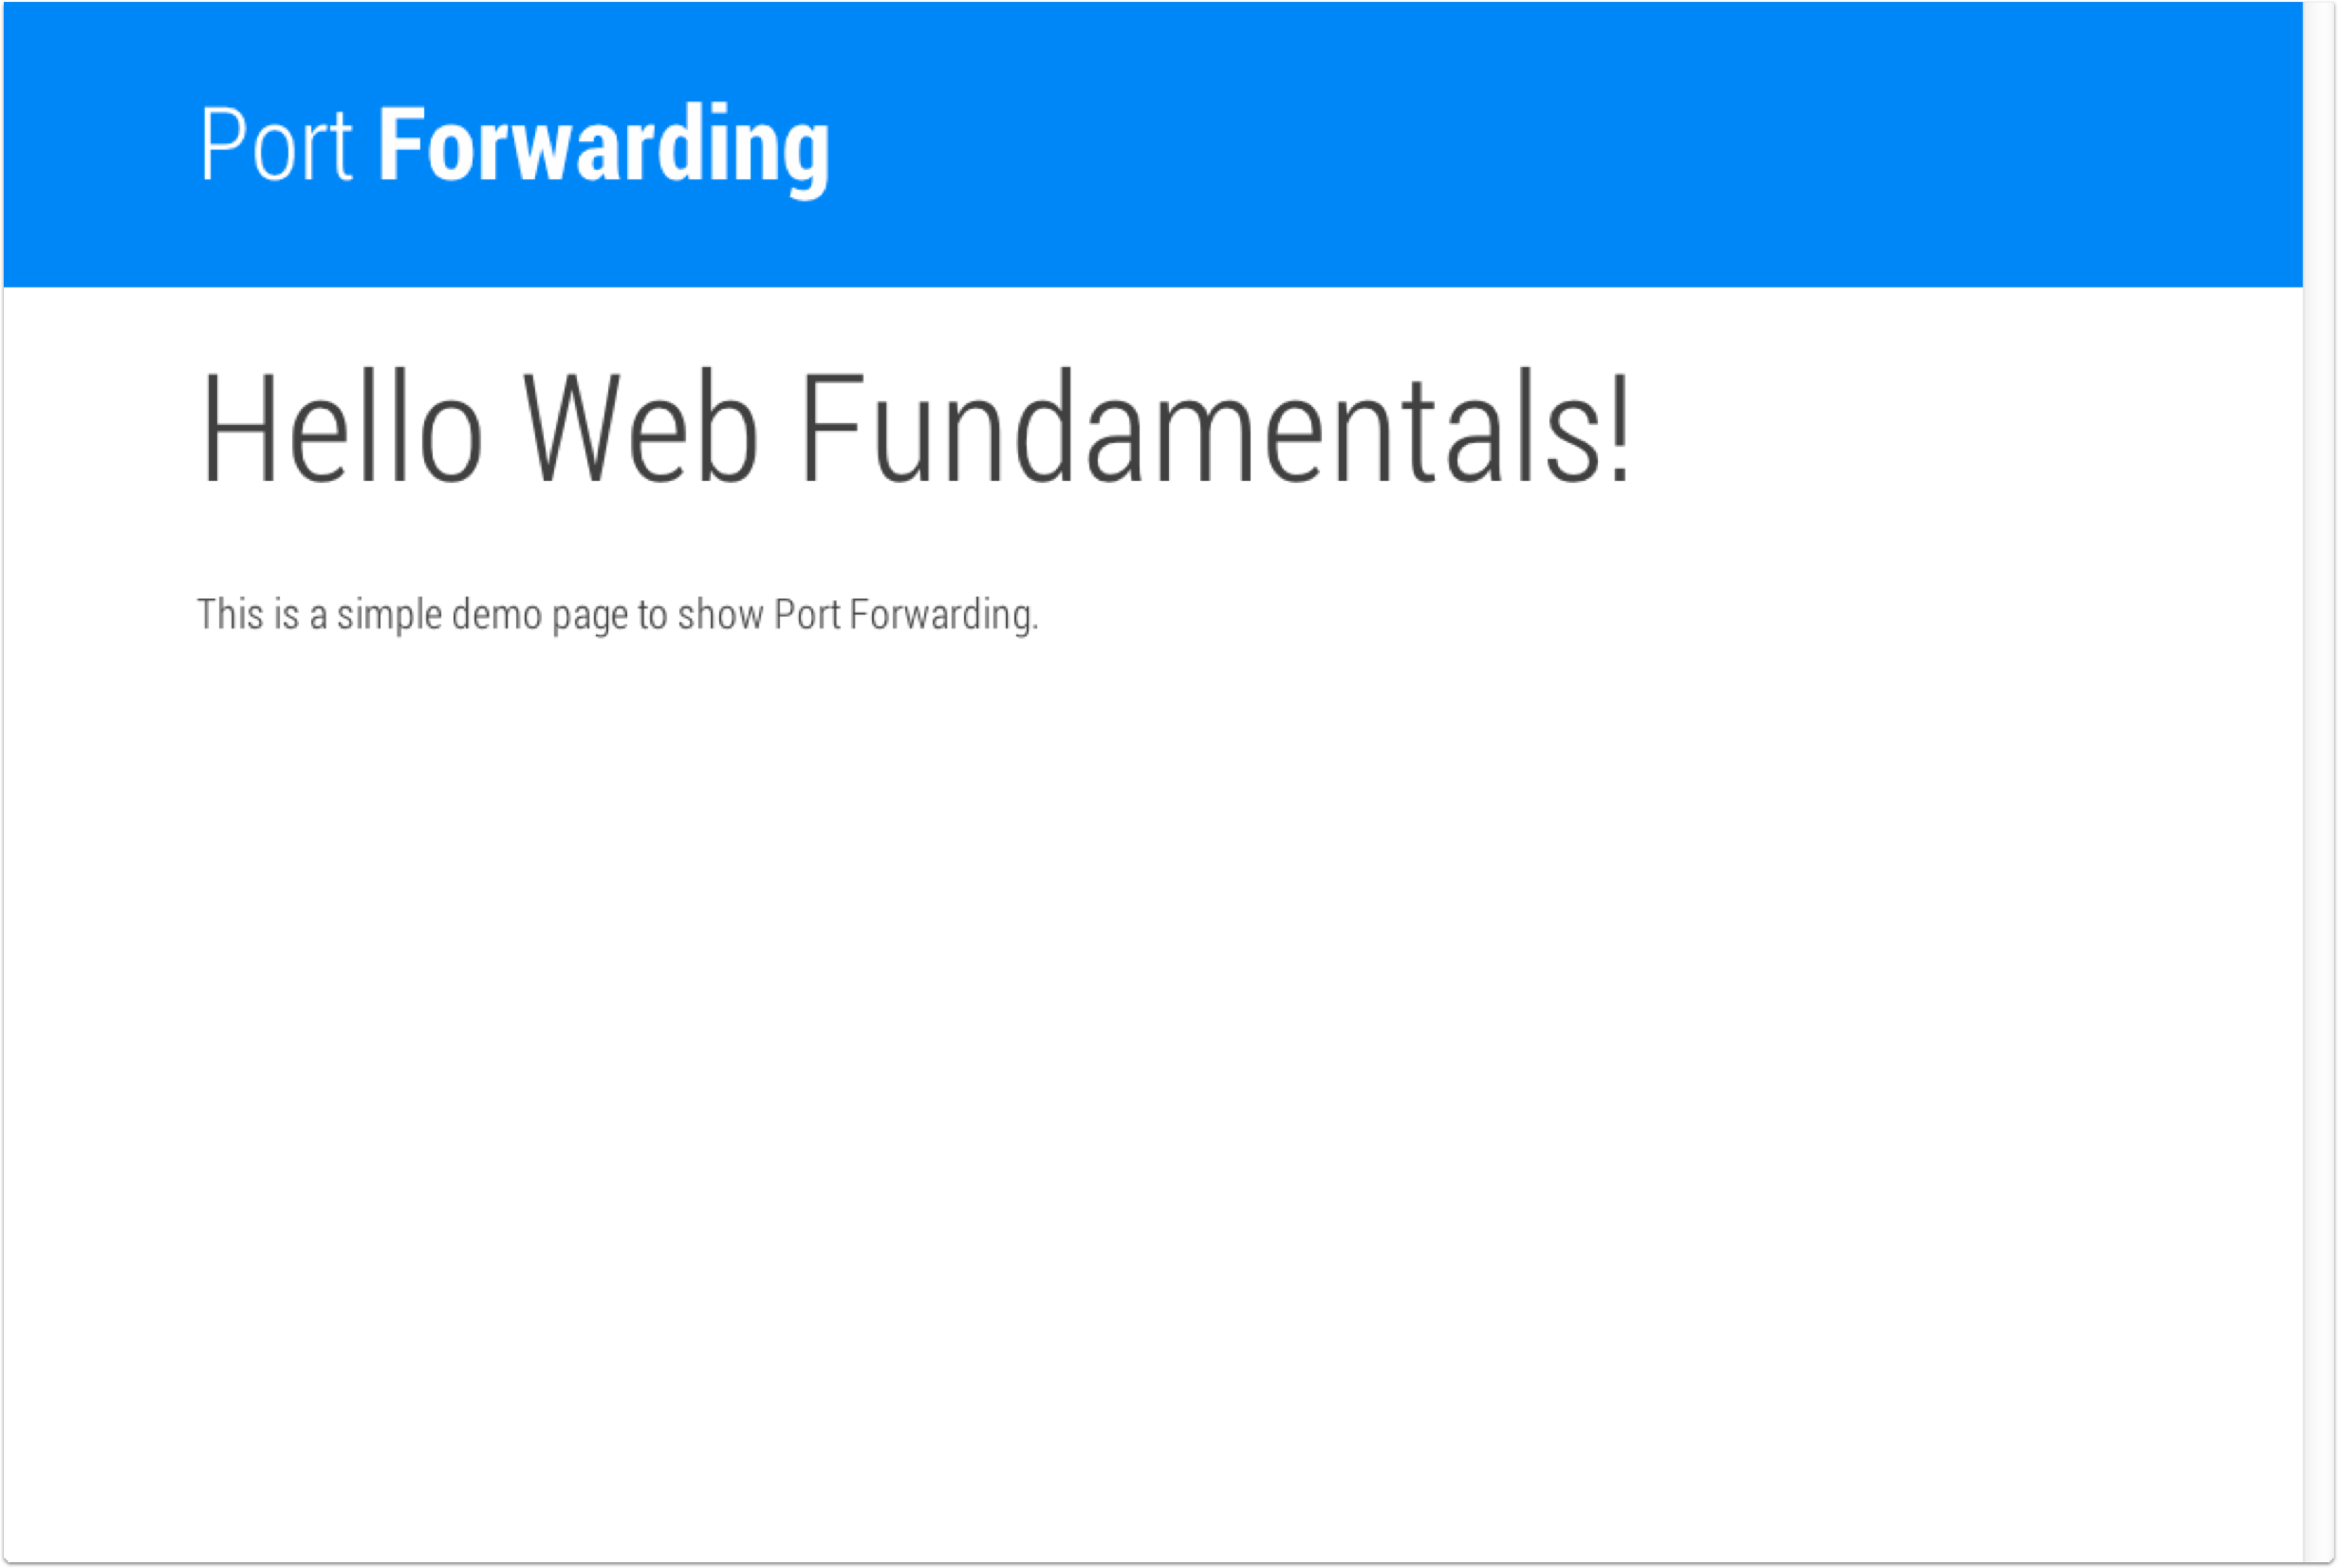 Port Forwarding
Hello Web Fundamentals!
This is a simple demo page to show Port Forwarding.